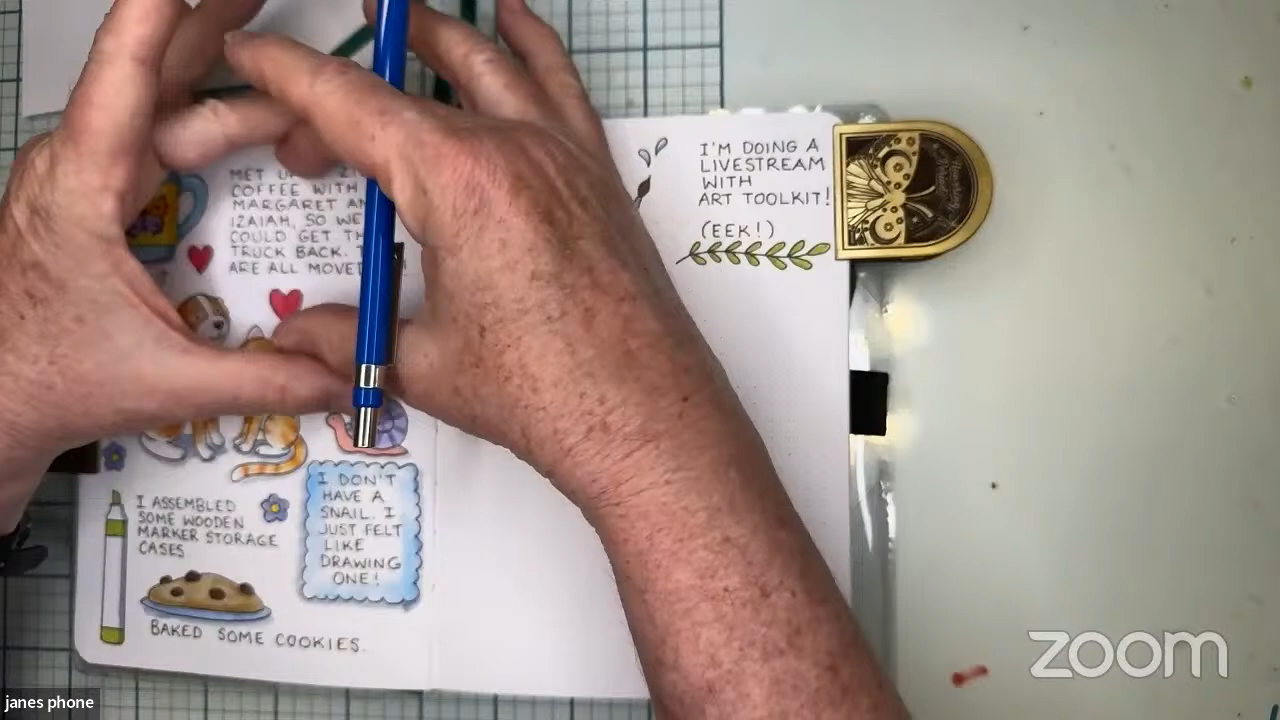 MET
COFFEE WITH
MARGARET
IZAIAH, SO WE
COULD GET
TRUCK BACK.
ARE ALL MOVED
I ASSEMBLED
SOME WOODEN
MARKER STORAGE
CASES
I DON'T
HAVE A
SNAIL. I
JUST FELT
LIKE
DRAWING
ONE!
BAKED SOME COOKIES.
I'M DOING A
LIVESTREAM
WITH
ART TOOLKIT!
(EEK!)
zoom
janes phone